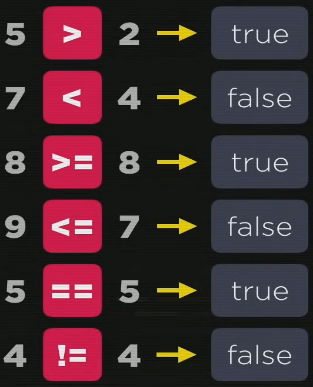 5 > 2 true
7 < 4 false
8 >= 8 true
9 <= 7 false
5 == 5 true
4 != 4 false